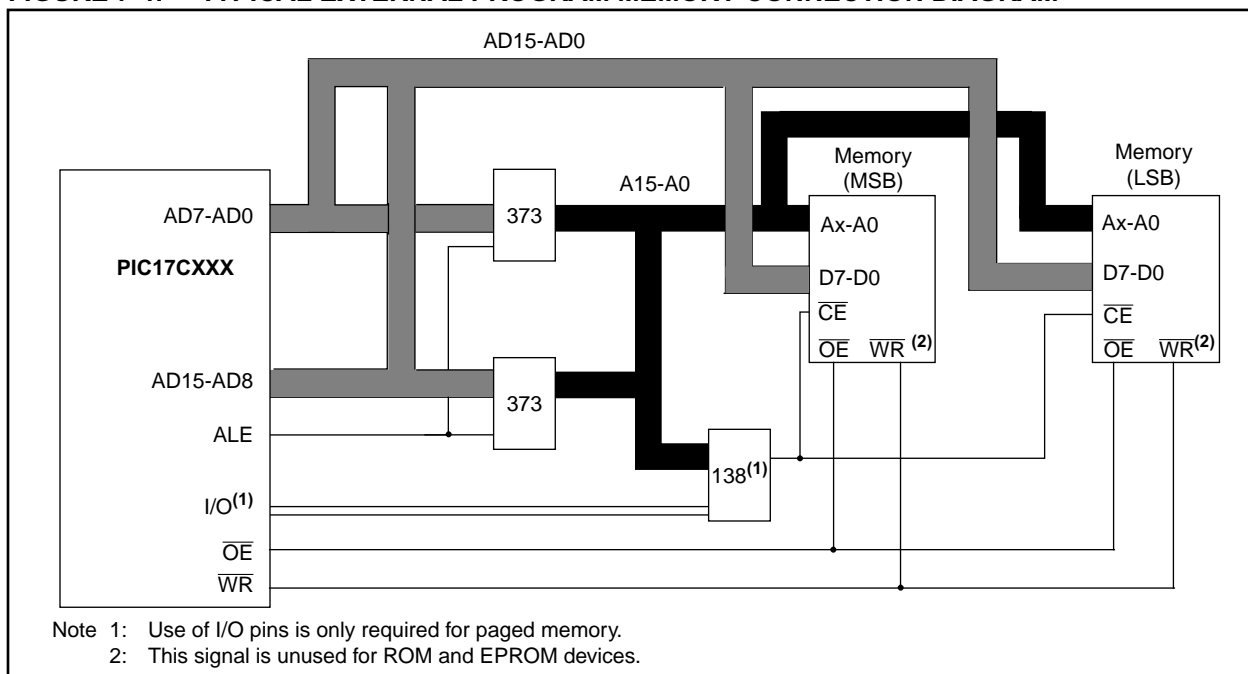 AD15-AD0
Memory
(MSB)
Memory
(LSB)
A15-A0
AD7-AD0
373
Ax-A0
Ax-A0
PIC17CXXX
D7-D0
D7-D0
CE
CE
OE WR(2)
OE WR(2)
AD15-AD8
373
ALE
138(1)
I/O(1)
OE
WR
Note 1: Use of I/O pins is only required for paged memory.
2: This signal is unused for ROM and EPROM devices.